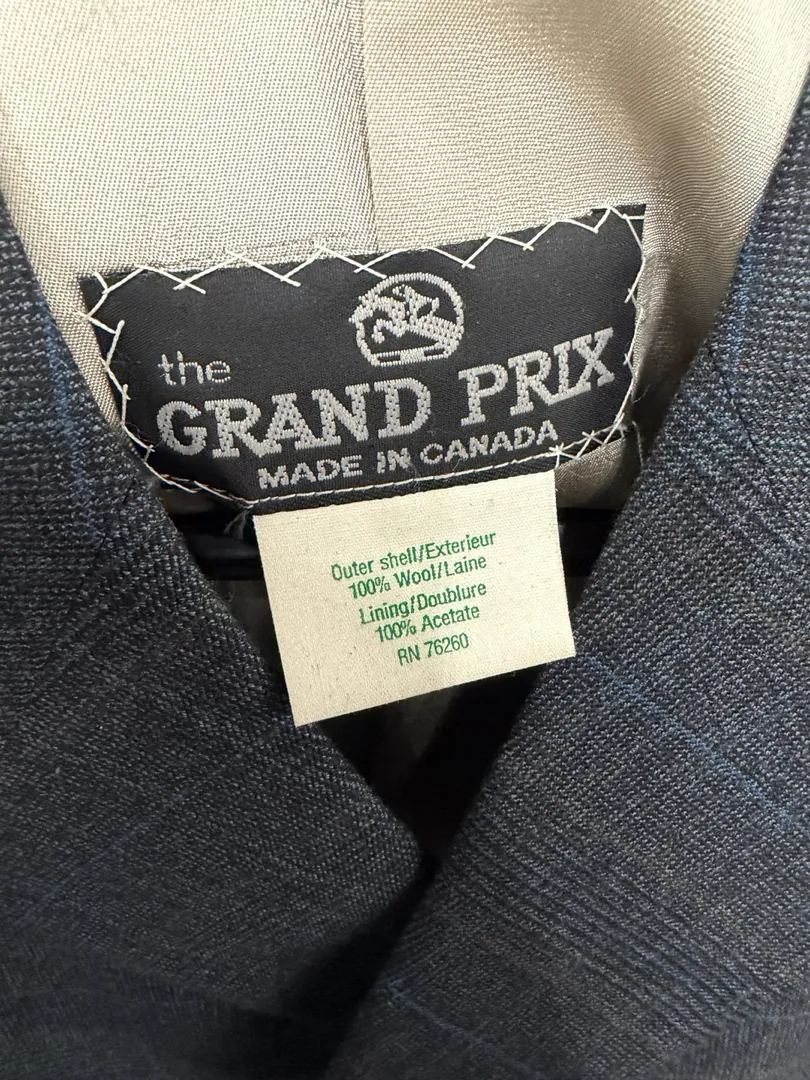 the
GRAND PRIX
MADE IN CANADA
Outer shell/Exterieur
100% Wool/Laine
Lining/Doublure
100% Acetate
RN 76260